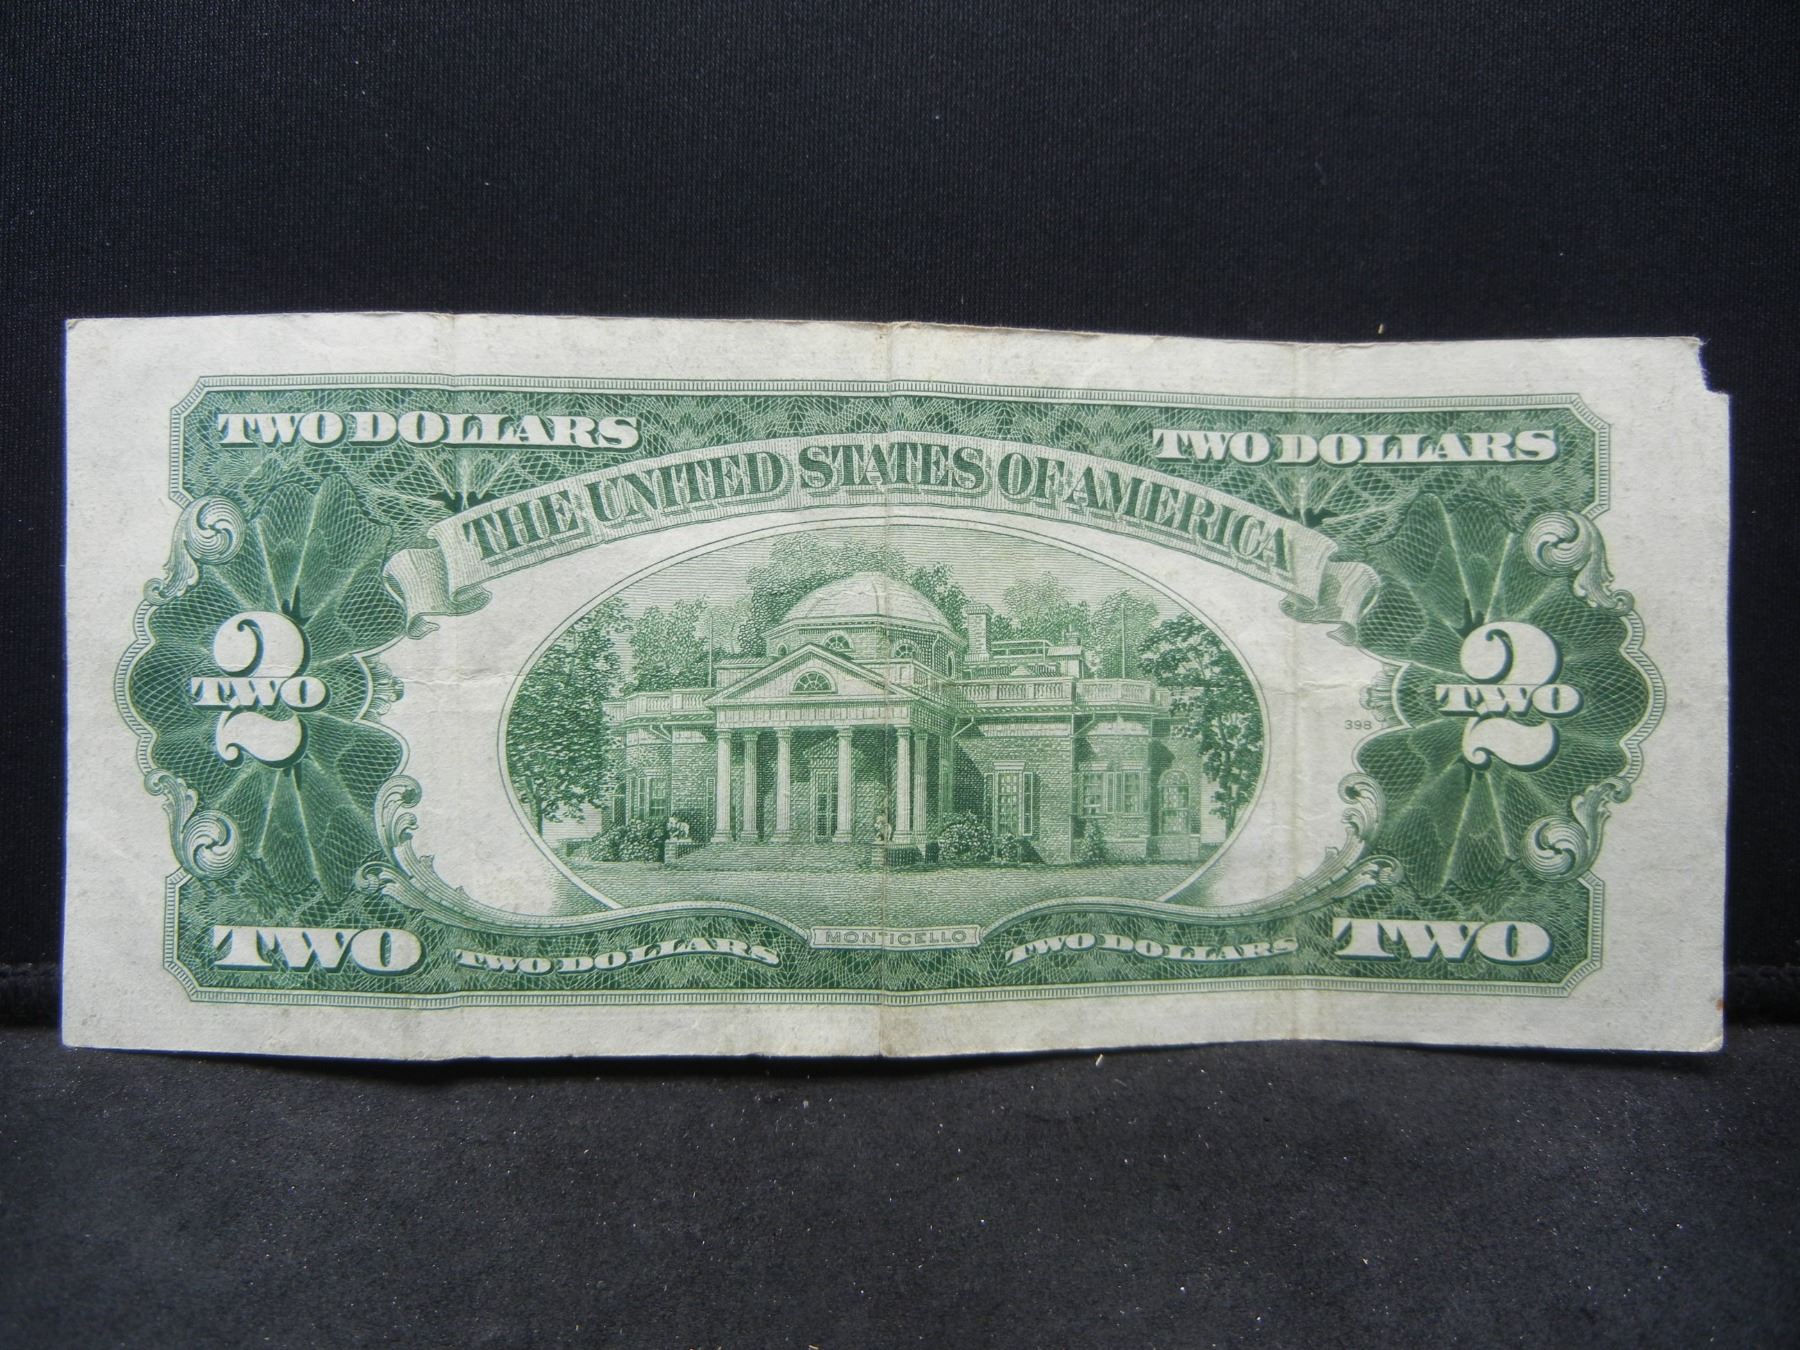 TWO DOLLARS TWO DOLLARS
THE UNITED STATES OF AMERICA
2 TWO 2 TWO
398
MONTICELLO
TWO TWO DOLLARS TWO DOLLARS TWO